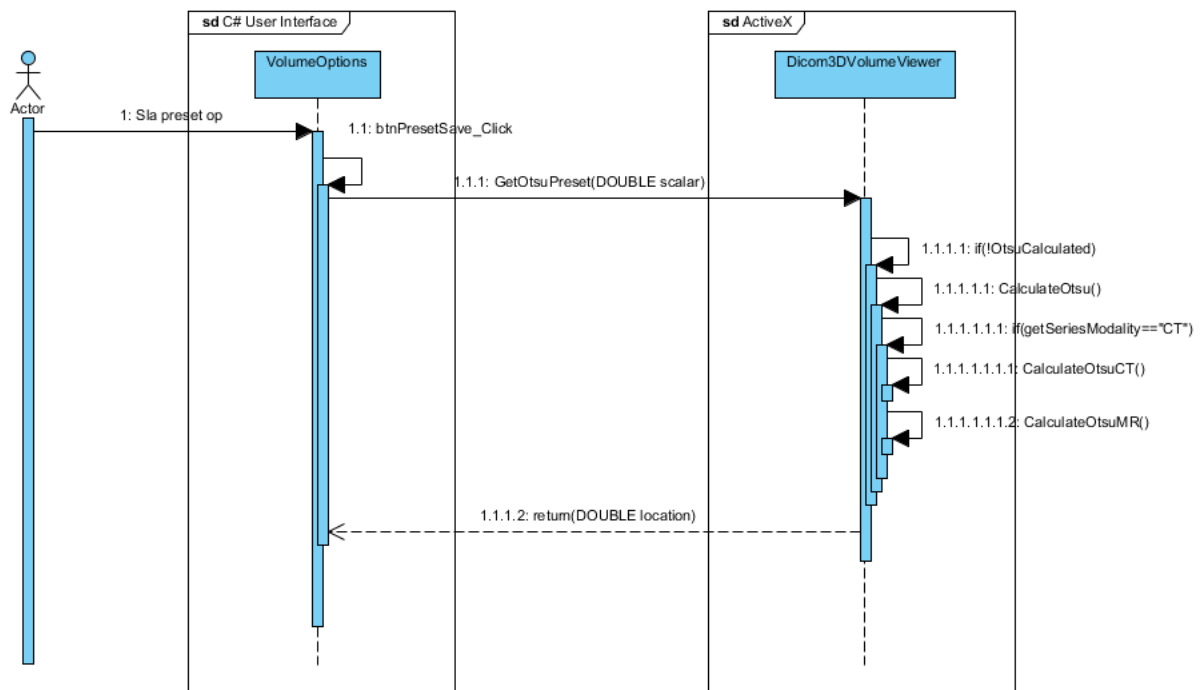 sd C# User Interface
sd ActiveX
VolumeOptions
Dicom3DVolumeViewer
Actor
1: Sla preset op
1.1: btnPresetSave_Click
1.1.1: GetOtsuPreset(DOUBLE scalar)
1.1.1.1: if(!OtsuCalculated)
1.1.1.1.1: CalculateOtsu()
1.1.1.1.1.1: if(getSeriesModality=="CT")
1.1.1.1.1.1.1: CalculateOtsuCT()
1.1.1.1.1.1.2: CalculateOtsuMR()
1.1.1.2: return(DOUBLE location)